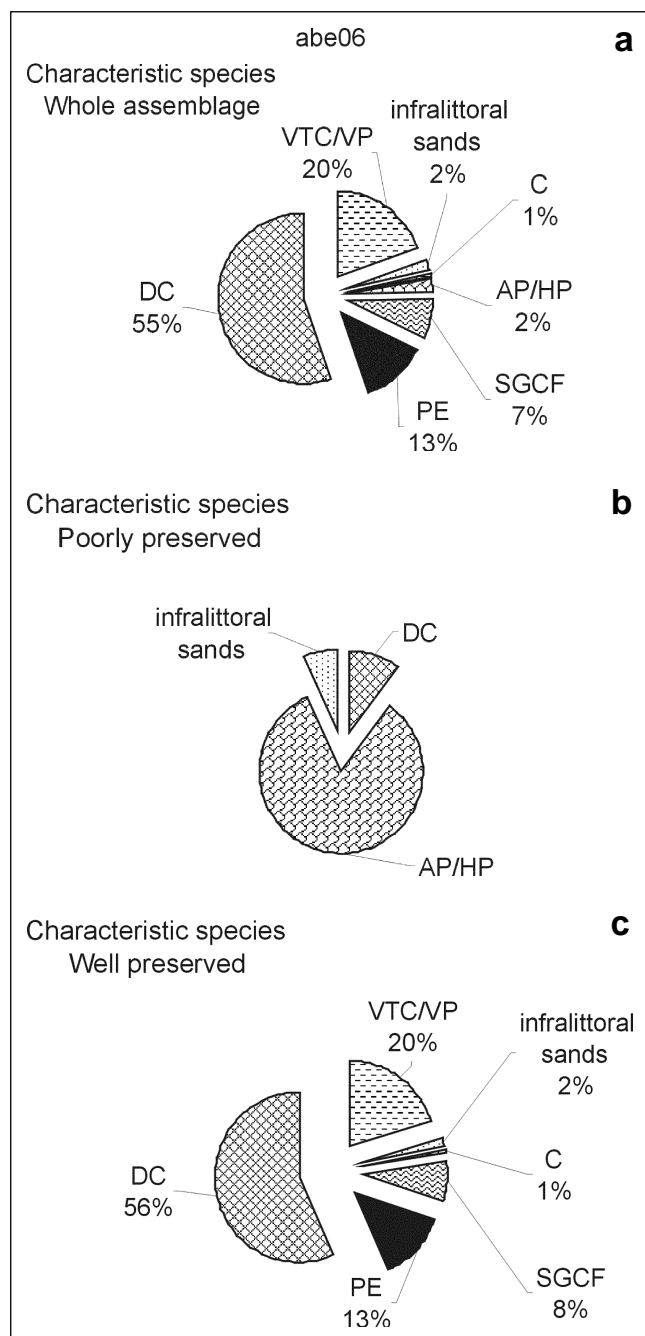 abe06
a
Characteristic species
Whole assemblage
VTC/VP
20%
infralittoral
sands
2%
C
1%
AP/HP
2%
SGCF
7%
PE
13%
DC
55%
b
Characteristic species
Poorly preserved
infralittoral
sands
DC
AP/HP
c
Characteristic species
Well preserved
VTC/VP
20%
infralittoral
sands
2%
C
1%
SGCF
8%
PE
13%
DC
56%